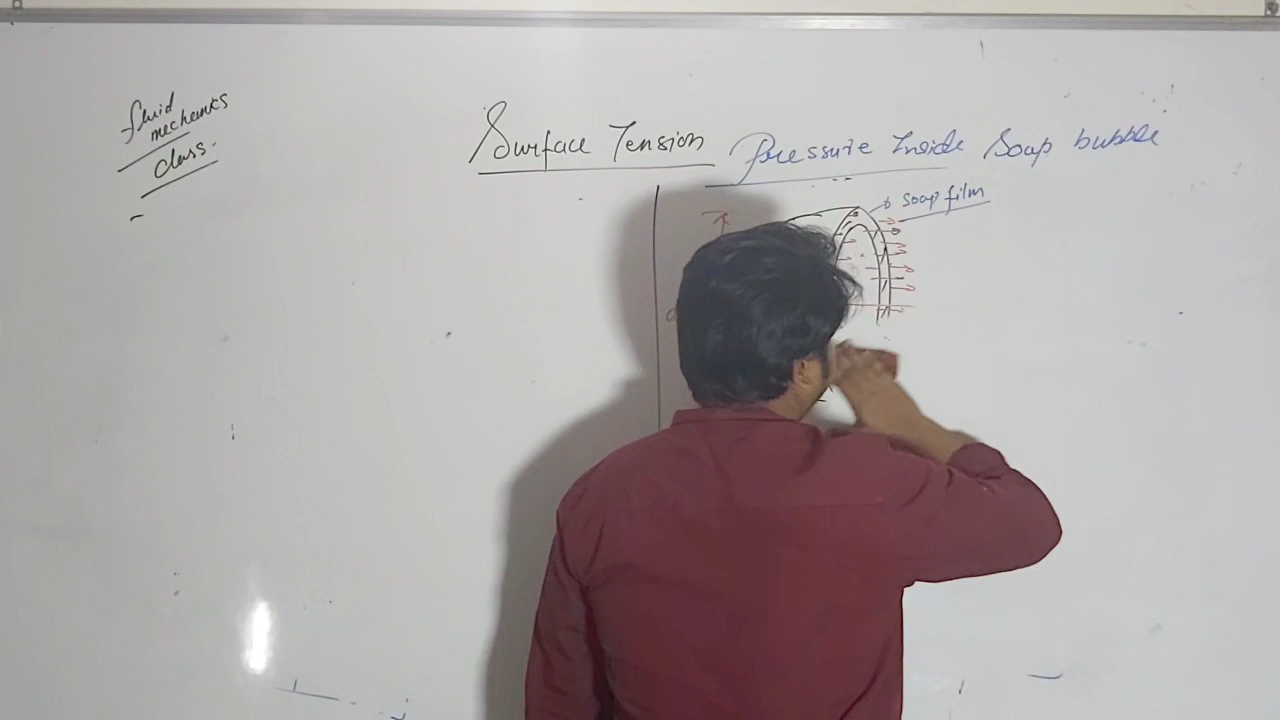 fluid
mechanics
class.
Surface Tension Pressure Inside Soap bubble
soap film